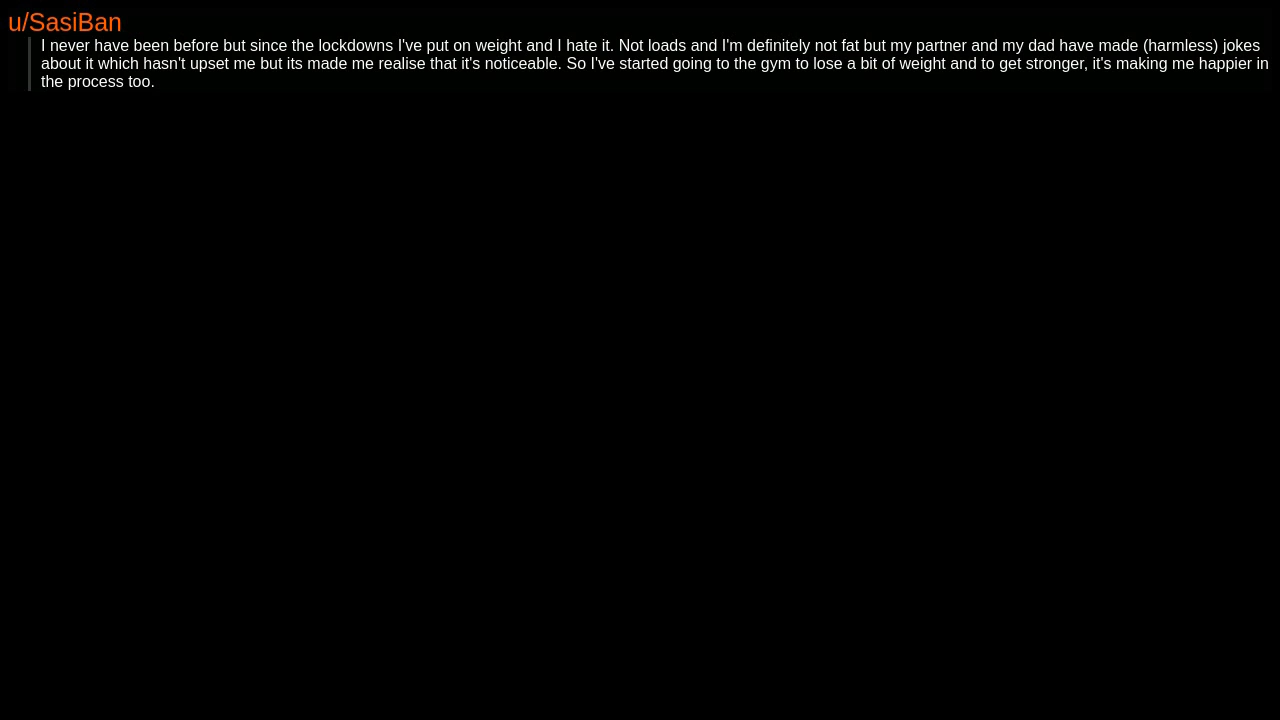 u/SasiBan
I never have been before but since the lockdowns I've put on weight and I hate it. Not loads and I'm definitely not fat but my partner and my dad have made (harmless) jokes
about it which hasn't upset me but its made me realise that it's noticeable. So I've started going to the gym to lose a bit of weight and to get stronger, it's making me happier in
the process too.